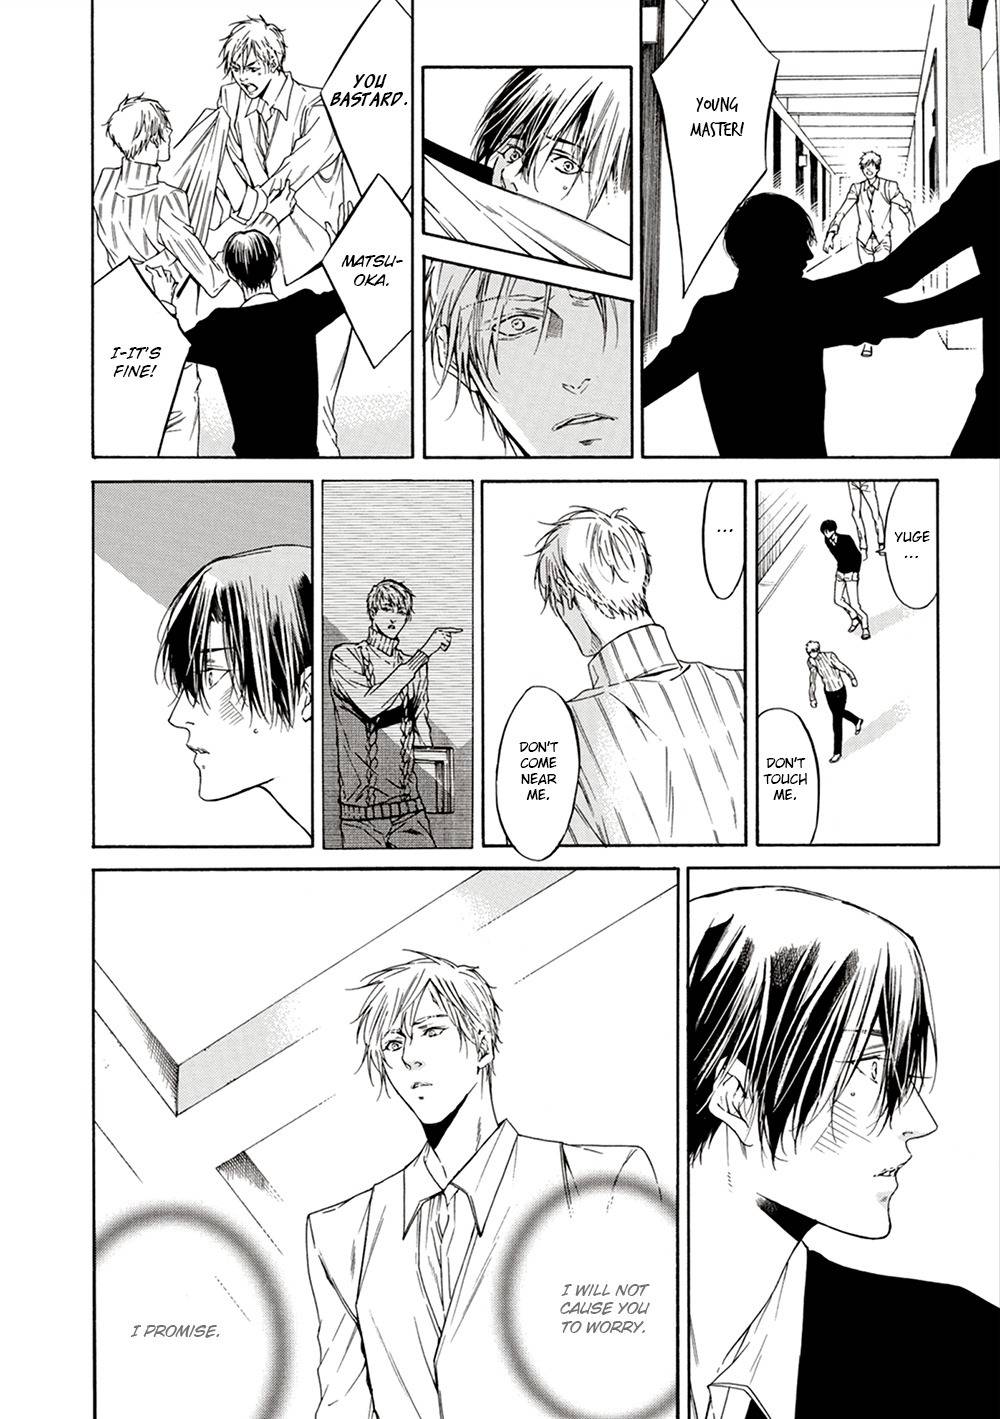 YOUNG
MASTER!
YOU
BASTARD.
MATSU-
OKA.
I-IT'S
FINE!
YUGE
...
DON'T
TOUCH
ME.
...
DON'T
COME
NEAR
ME.
I WILL NOT
CAUSE YOU
TO WORRY.
I PROMISE.